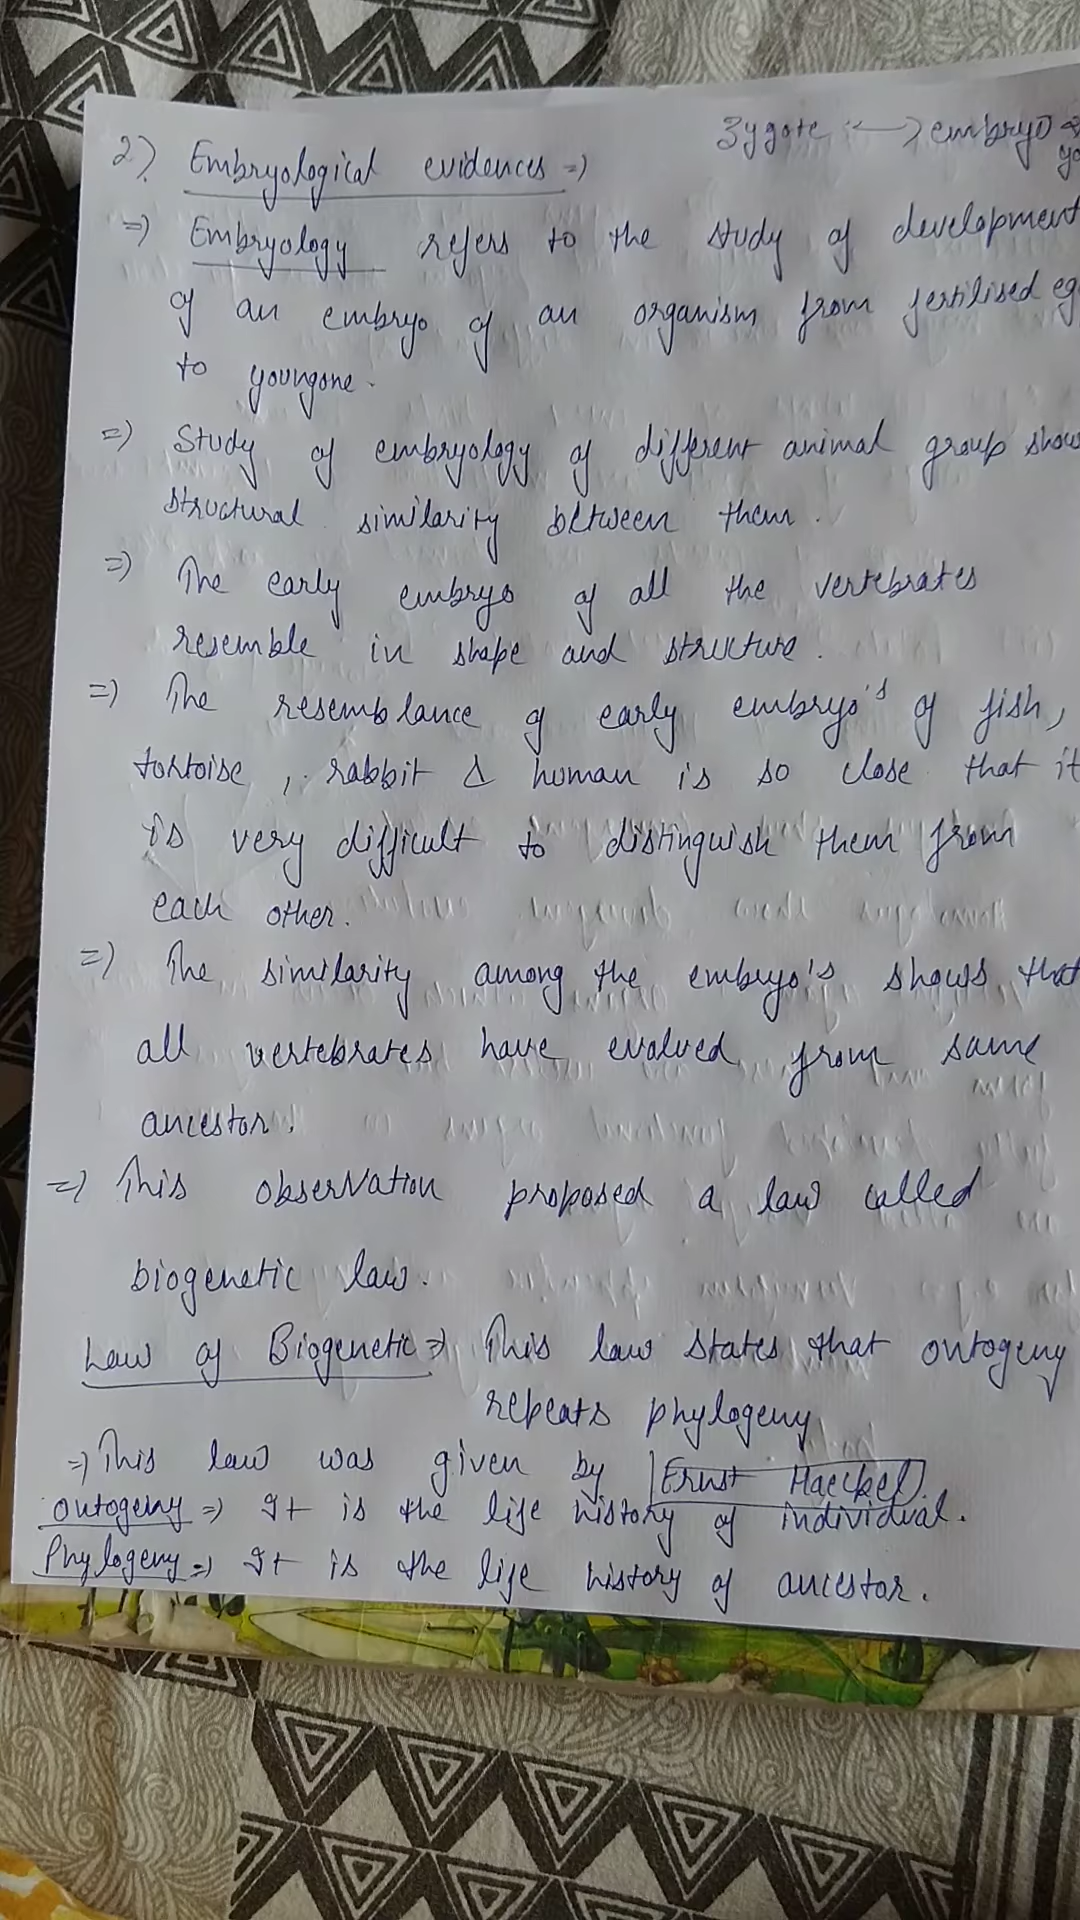 Zygote → embryo →
yo
2) Embryological evidences ⇒
⇒ Embryology refers to the study of development
of an embryo of an organism from fertilised eg
to youngone.
⇒ Study of embryology of different animal group show
structural similarity between them.
⇒ The early embryo of all the vertebrates
resemble in shape and structure.
⇒ The resemblance of early embryo's of fish,
tortoise, rabbit & human is so close that it
is very difficult to distinguish them from
each other.
⇒ The similarity among the embryo's shows that
all vertebrates have evolved from same
ancestor.
⇒ This observation proposed a law called
biogenetic law.
Law of Biogenetic ⇒ This law states that ontogeny
repeats phylogeny
⇒ This law was given by Ernst Haeckel.
Ontogeny ⇒ It is the life history of individual.
Phylogeny ⇒ It is the life history of ancestor.